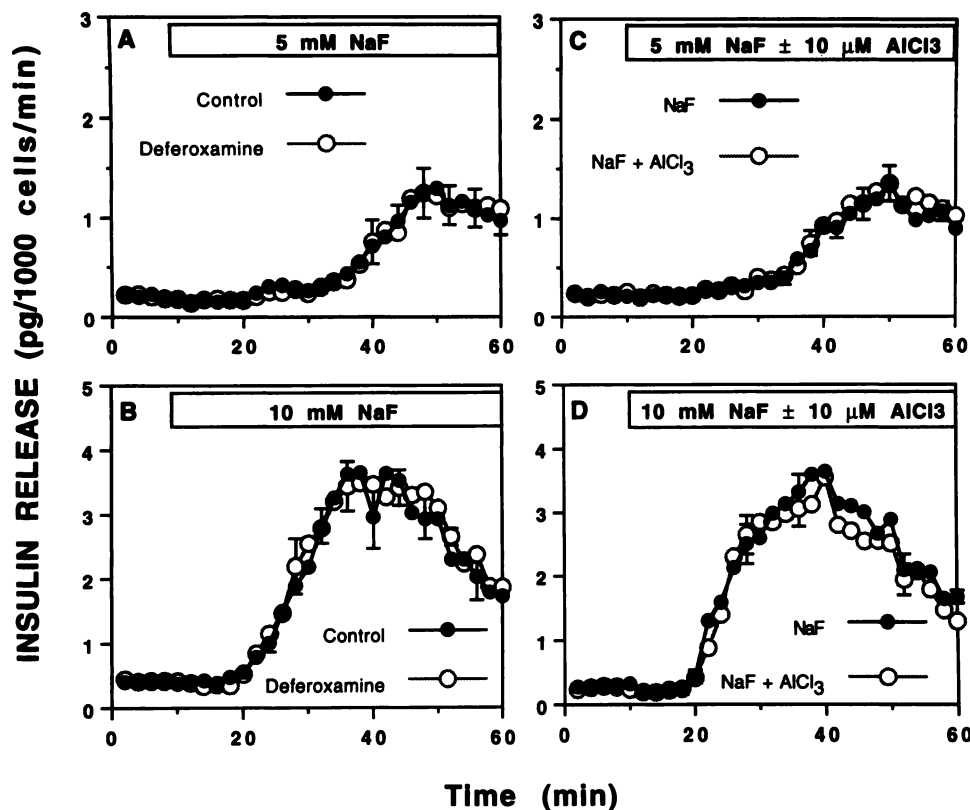 INSULIN RELEASE (pg/1000 cells/min)
A
5 mM NaF
Control
Deferoxamine
3
2
1
0
0 20 40 60
C
5 mM NaF ± 10 µM AlCl3
NaF
NaF + AlCl3
3
2
1
0
0 20 40 60
B
10 mM NaF
Control
Deferoxamine
5
4
3
2
1
0
0 20 40 60
D
10 mM NaF ± 10 µM AlCl3
NaF
NaF + AlCl3
5
4
3
2
1
0
0 20 40 60
Time (min)